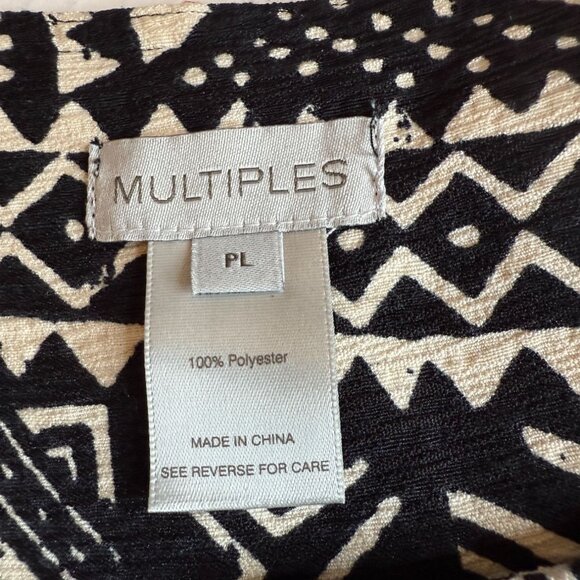 MULTIPLES
PL
100% Polyester
MADE IN CHINA
SEE REVERSE FOR CARE